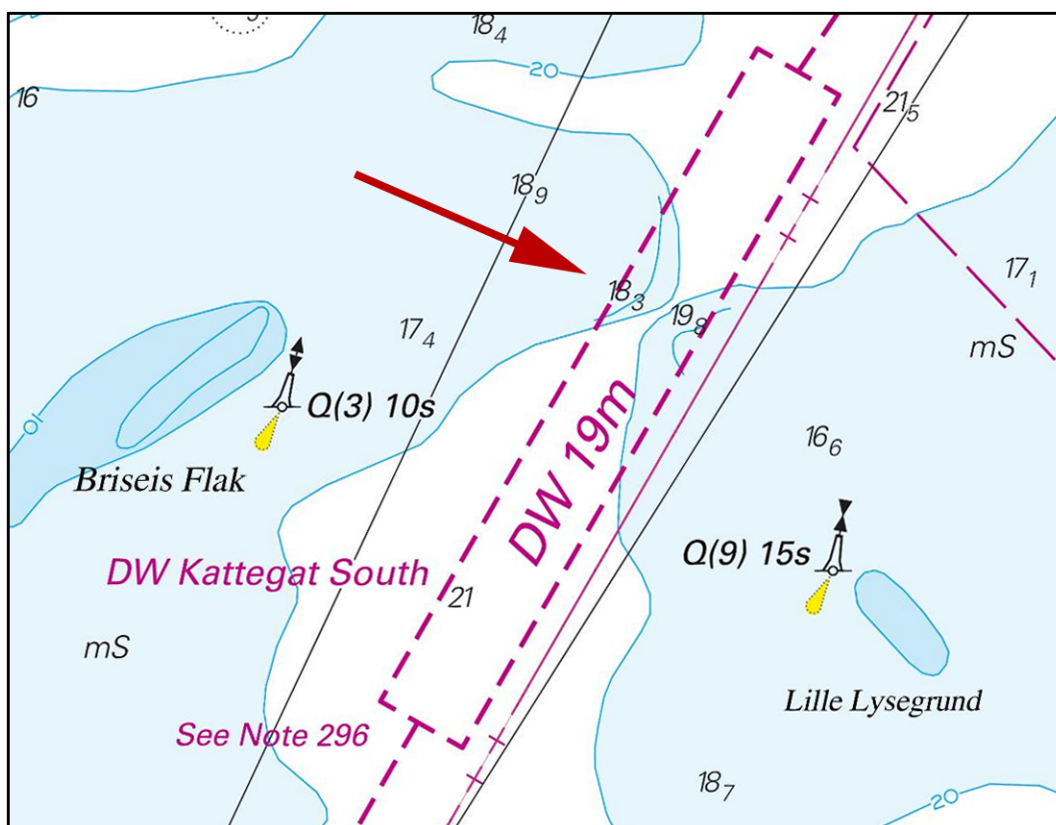 18₄
20
16
21₅
18₉
18₃
17₁
19₈
17₄
mS
Q(3) 10s
10
16₆
Briseis Flak
DW 19m
Q(9) 15s
DW Kattegat South
21
mS
Lille Lysegrund
See Note 296
18₇
20